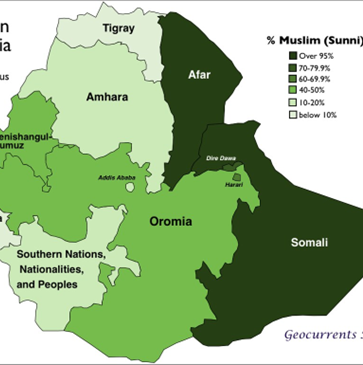 n
ia
us
% Muslim (Sunni)
Over 95%
70-79.9%
60-69.9%
40-50%
10-20%
below 10%
Tigray
Afar
Amhara
enishangul-
umuz
Dire Dawa
Addis Ababa
Harari
a
Oromia
Somali
Southern Nations,
Nationalities,
and Peoples
Geocurrents